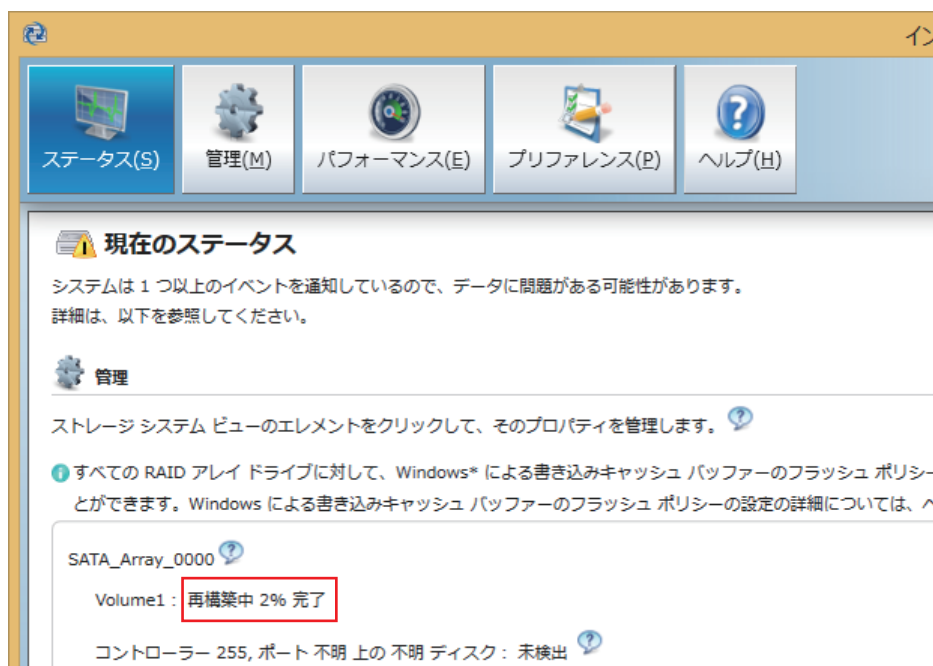 イン
ステータス(S)
管理(M)
パフォーマンス(E)
プリファレンス(P)
ヘルプ(H)
現在のステータス
システムは 1 つ以上のイベントを通知しているので、データに問題がある可能性があります。
詳細は、以下を参照してください。
管理
ストレージ システム ビューのエレメントをクリックして、そのプロパティを管理します。
すべての RAID アレイ ドライブに対して、Windows* による書き込みキャッシュ バッファーのフラッシュ ポリシー
とができます。Windows による書き込みキャッシュ バッファーのフラッシュ ポリシーの設定の詳細については、ヘ
SATA_Array_0000
Volume1 : 再構築中 2% 完了
コントローラー 255, ポート 不明 上の 不明 ディスク : 未検出